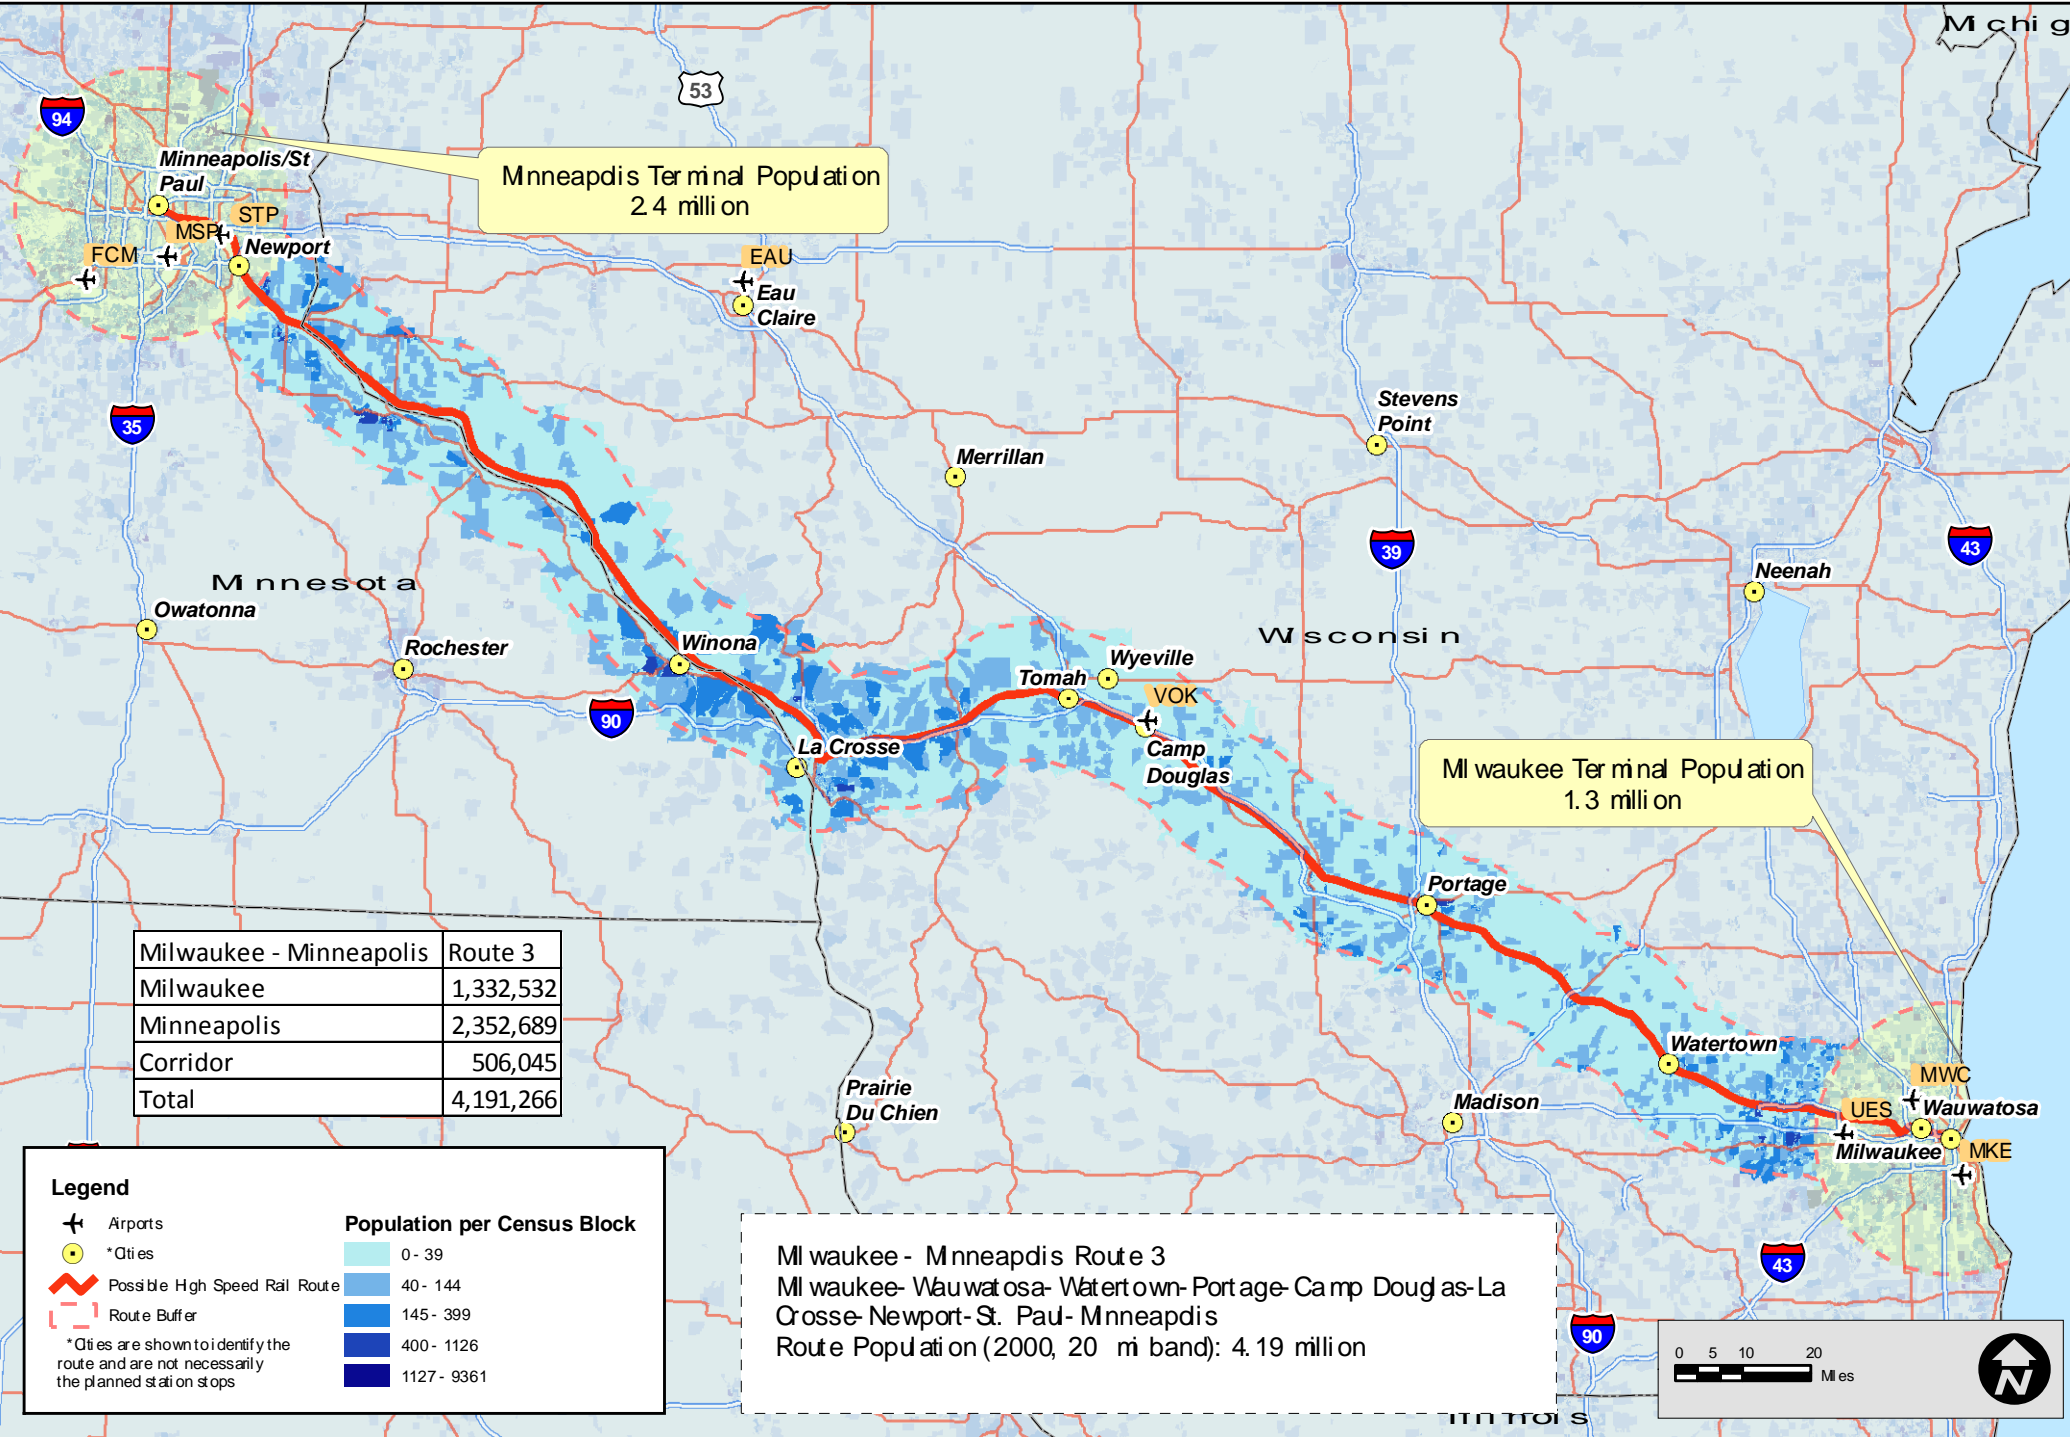 Michig
94
53
Minneapolis/St
Paul
Minneapolis Terminal Population
2.4 million
STP
MSP
FCM
Newport
EAU
Eau
Claire
35
Stevens
Point
Merrillan
39
43
Minnesota
Neenah
Owatonna
Wisconsin
Rochester
Winona
Wyeville
Tomah
VOK
90
La Crosse
Camp
Douglas
Milwaukee Terminal Population
1.3 million
Portage
Milwaukee - Minneapolis Route 3
Milwaukee 1,332,532
Minneapolis 2,352,689
Corridor 506,045
Total 4,191,266
Watertown
MWC
Prairie
Du Chien
Madison
UES
Wauwatosa
Milwaukee
MKE
Legend
Airports
*Cities
Possible High Speed Rail Route
Route Buffer
*Cities are shown to identify the
route and are not necessarily
the planned station stops
Population per Census Block
0 - 39
40 - 144
145 - 399
400 - 1126
1127 - 9361
Milwaukee - Minneapolis Route 3
Milwaukee-Wauwatosa-Watertown-Portage-Camp Douglas-La
Crosse-Newport-St. Paul-Minneapolis
Route Population (2000, 20 mi band): 4.19 million
43
90
0 5 10 20
Miles
N
Illinois